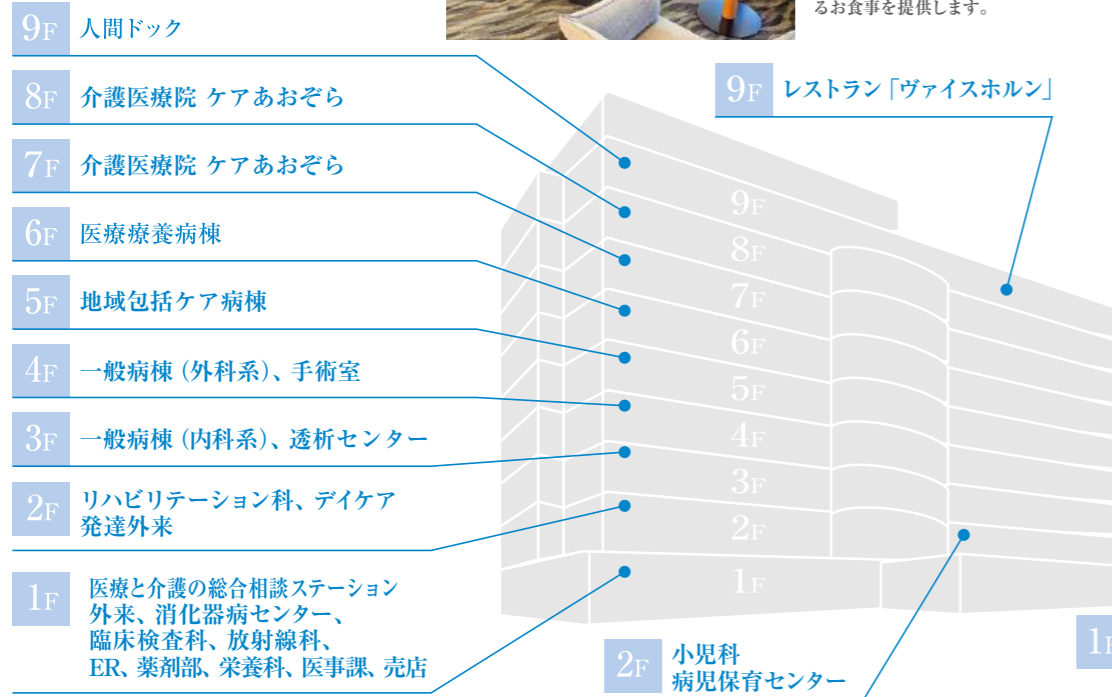 るお食事を提供します。
9F 人間ドック
8F 介護医療院 ケアあおぞら
7F 介護医療院 ケアあおぞら
6F 医療療養病棟
5F 地域包括ケア病棟
4F 一般病棟（外科系）、手術室
3F 一般病棟（内科系）、透析センター
2F リハビリテーション科、デイケア
発達外来
1F 医療と介護の総合相談ステーション
外来、消化器病センター、
臨床検査科、放射線科、
ER、薬剤部、栄養科、医事課、売店
9F レストラン「ヴァイスホルン」
9F
8F
7F
6F
5F
4F
3F
2F
1F
2F 小児科
病児保育センター
1F